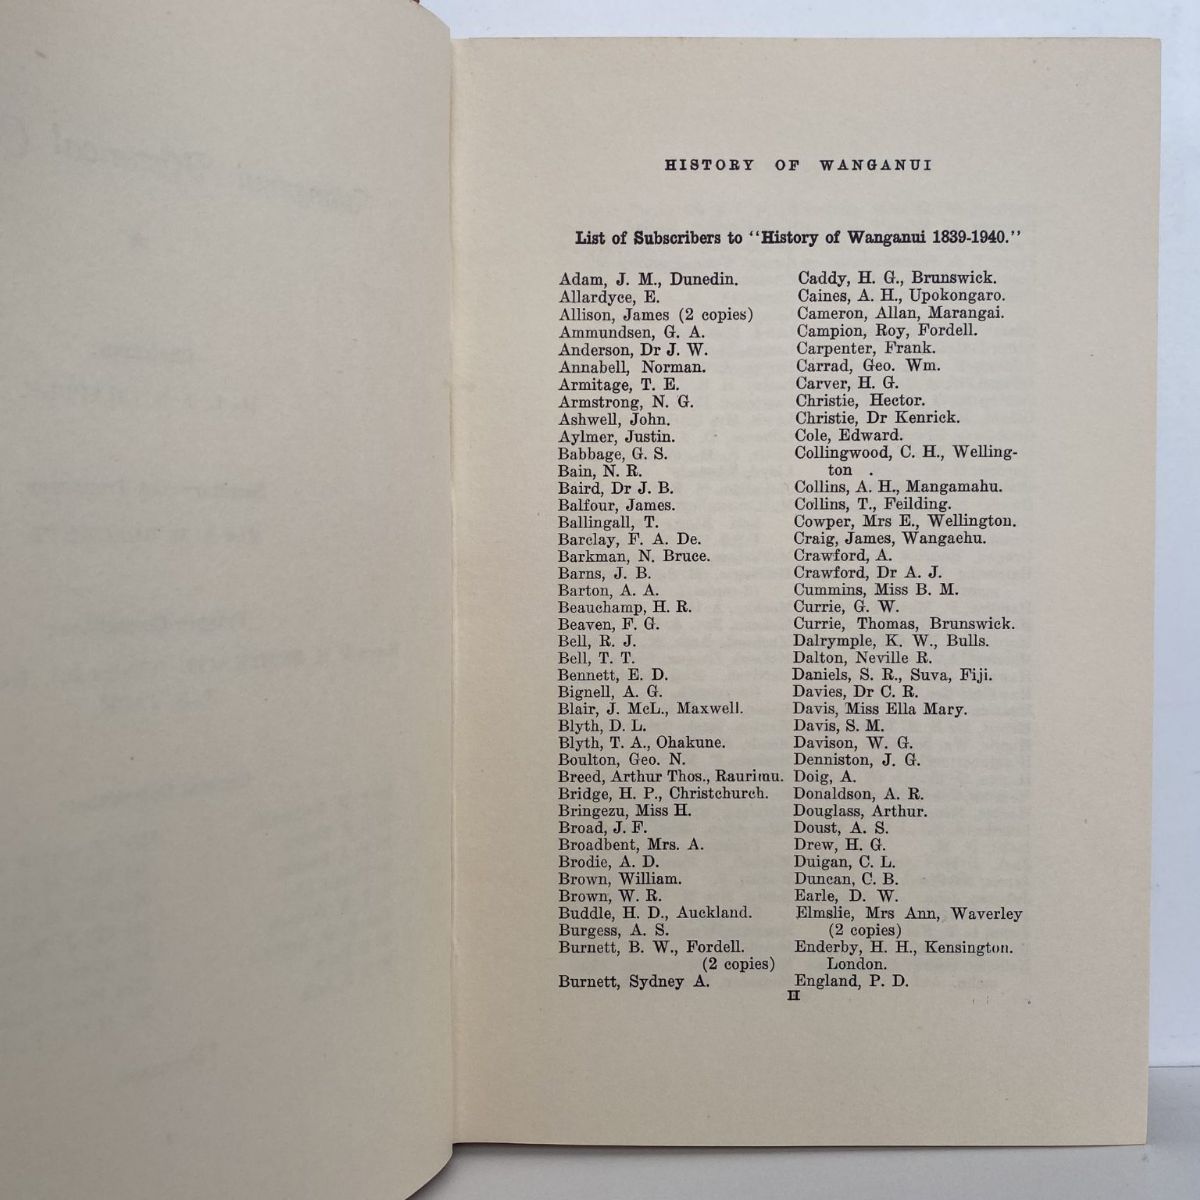 HISTORY OF WANGANUI
List of Subscribers to "History of Wanganui 1839-1940."
Adam, J. M., Dunedin.
Allardyce, E.
Allison, James (2 copies)
Ammundsen, G. A.
Anderson, Dr J. W.
Annabell, Norman.
Armitage, T. E.
Armstrong, N. G.
Ashwell, John.
Aylmer, Justin.
Babbage, G. S.
Bain, N. R.
Baird, Dr J. B.
Balfour, James.
Ballingall, T.
Barclay, F. A. De.
Barkman, N. Bruce.
Barns, J. B.
Barton, A. A.
Beauchamp, H. R.
Beaven, F. G.
Bell, R. J.
Bell, T. T.
Bennett, E. D.
Bignell, A. G.
Blair, J. McL., Maxwell.
Blyth, D. L.
Blyth, T. A., Ohakune.
Boulton, Geo. N.
Breed, Arthur Thos., Raurimu.
Bridge, H. P., Christchurch.
Bringezu, Miss H.
Broad, J. F.
Broadbent, Mrs. A.
Brodie, A. D.
Brown, William.
Brown, W. R.
Buddle, H. D., Auckland.
Burgess, A. S.
Burnett, B. W., Fordell.
(2 copies)
Burnett, Sydney A.
Caddy, H. G., Brunswick.
Caines, A. H., Upokongaro.
Cameron, Allan, Marangai.
Campion, Roy, Fordell.
Carpenter, Frank.
Carrad, Geo. Wm.
Carver, H. G.
Christie, Hector.
Christie, Dr Kenrick.
Cole, Edward.
Collingwood, C. H., Welling-
ton .
Collins, A. H., Mangamahu.
Collins, T., Feilding.
Cowper, Mrs E., Wellington.
Craig, James, Wangaehu.
Crawford, A.
Crawford, Dr A. J.
Cummins, Miss B. M.
Currie, G. W.
Currie, Thomas, Brunswick.
Dalrymple, K. W., Bulls.
Dalton, Neville R.
Daniels, S. R., Suva, Fiji.
Davies, Dr C. R.
Davis, Miss Ella Mary.
Davis, S. M.
Davison, W. G.
Denniston, J. G.
Doig, A.
Donaldson, A. R.
Douglass, Arthur.
Doust, A. S.
Drew, H. G.
Duigan, C. L.
Duncan, C. B.
Earle, D. W.
Elmslie, Mrs Ann, Waverley
(2 copies)
Enderby, H. H., Kensington.
London.
England, P. D.
H